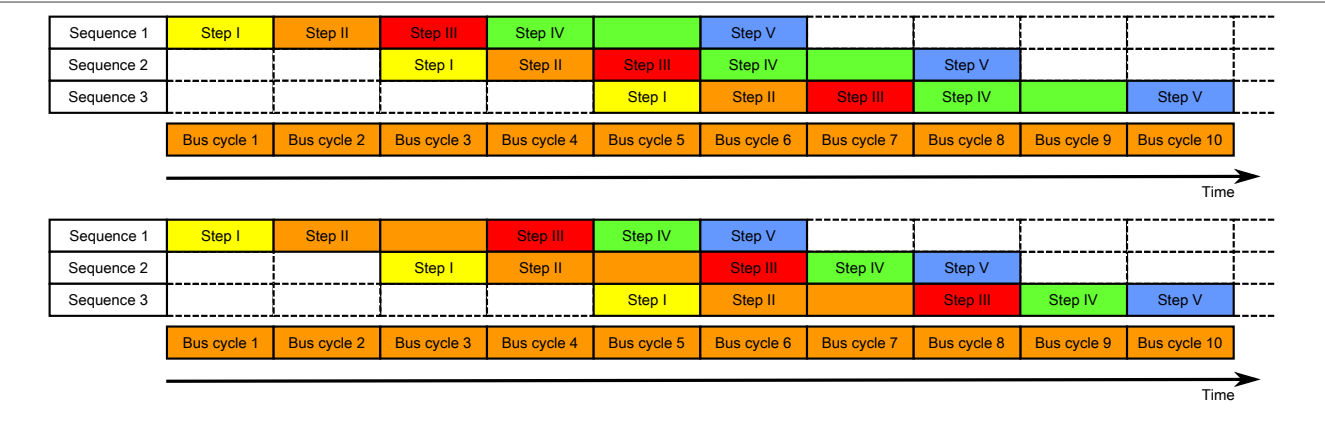 Sequence 1 Step I Step II Step III Step IV Step V
Sequence 2 Step I Step II Step III Step IV Step V
Sequence 3 Step I Step II Step III Step IV Step V
Bus cycle 1 Bus cycle 2 Bus cycle 3 Bus cycle 4 Bus cycle 5 Bus cycle 6 Bus cycle 7 Bus cycle 8 Bus cycle 9 Bus cycle 10
Time
Sequence 1 Step I Step II Step III Step IV Step V
Sequence 2 Step I Step II Step III Step IV Step V
Sequence 3 Step I Step II Step III Step IV Step V
Bus cycle 1 Bus cycle 2 Bus cycle 3 Bus cycle 4 Bus cycle 5 Bus cycle 6 Bus cycle 7 Bus cycle 8 Bus cycle 9 Bus cycle 10
Time